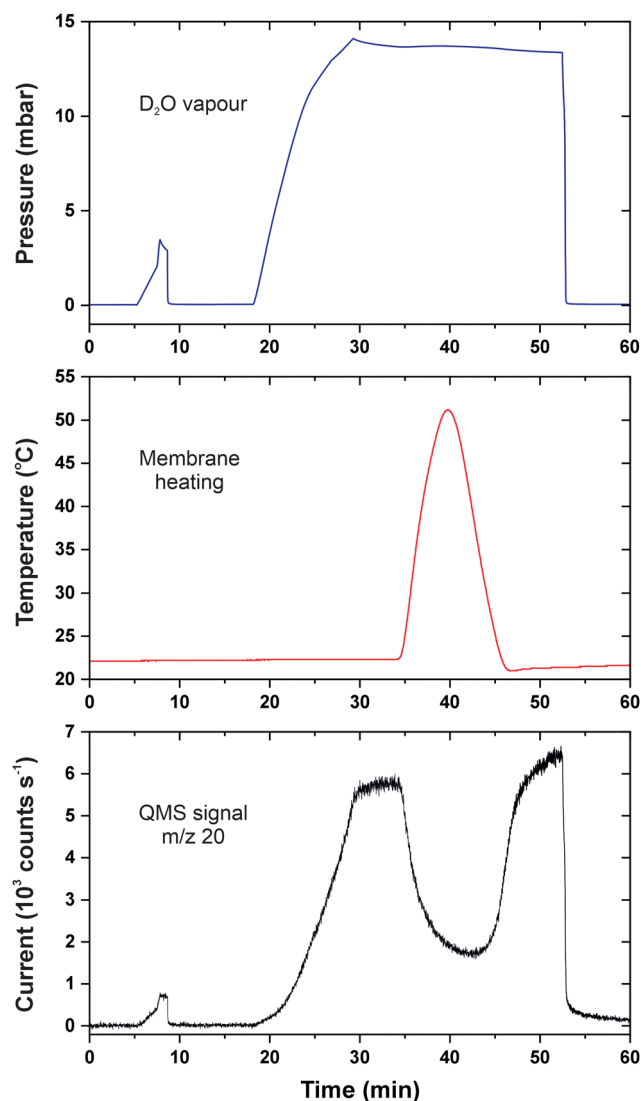 15
10
5
0
Pressure (mbar)
D₂O vapour
0 10 20 30 40 50 60
55
50
45
40
35
30
25
20
Temperature (°C)
Membrane
heating
0 10 20 30 40 50 60
7
6
5
4
3
2
1
0
Current (10³ counts s⁻¹)
QMS signal
m/z 20
0 10 20 30 40 50 60
Time (min)